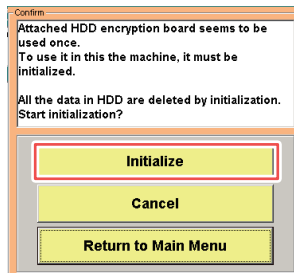 Confirm
Attached HDD encryption board seems to be
used once.
To use it in this the machine, it must be
initialized.
All the data in HDD are deleted by initialization.
Start initialization?
Initialize
Cancel
Return to Main Menu